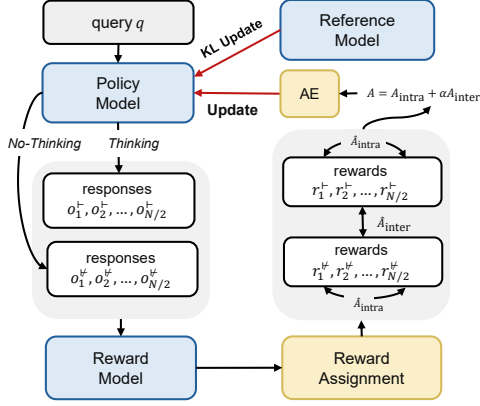 query q
Reference
Model
KL Update
Policy
Model
AE
A = A_intra + αA_inter
Update
No-Thinking
Thinking
Â_intra
responses
o_1^⊢, o_2^⊢, ..., o_{N/2}^⊢
rewards
r_1^⊢, r_2^⊢, ..., r_{N/2}^⊢
Â_inter
responses
o_1^⊬, o_2^⊬, ..., o_{N/2}^⊬
rewards
r_1^⊬, r_2^⊬, ..., r_{N/2}^⊬
Â_intra
Reward
Model
Reward
Assignment